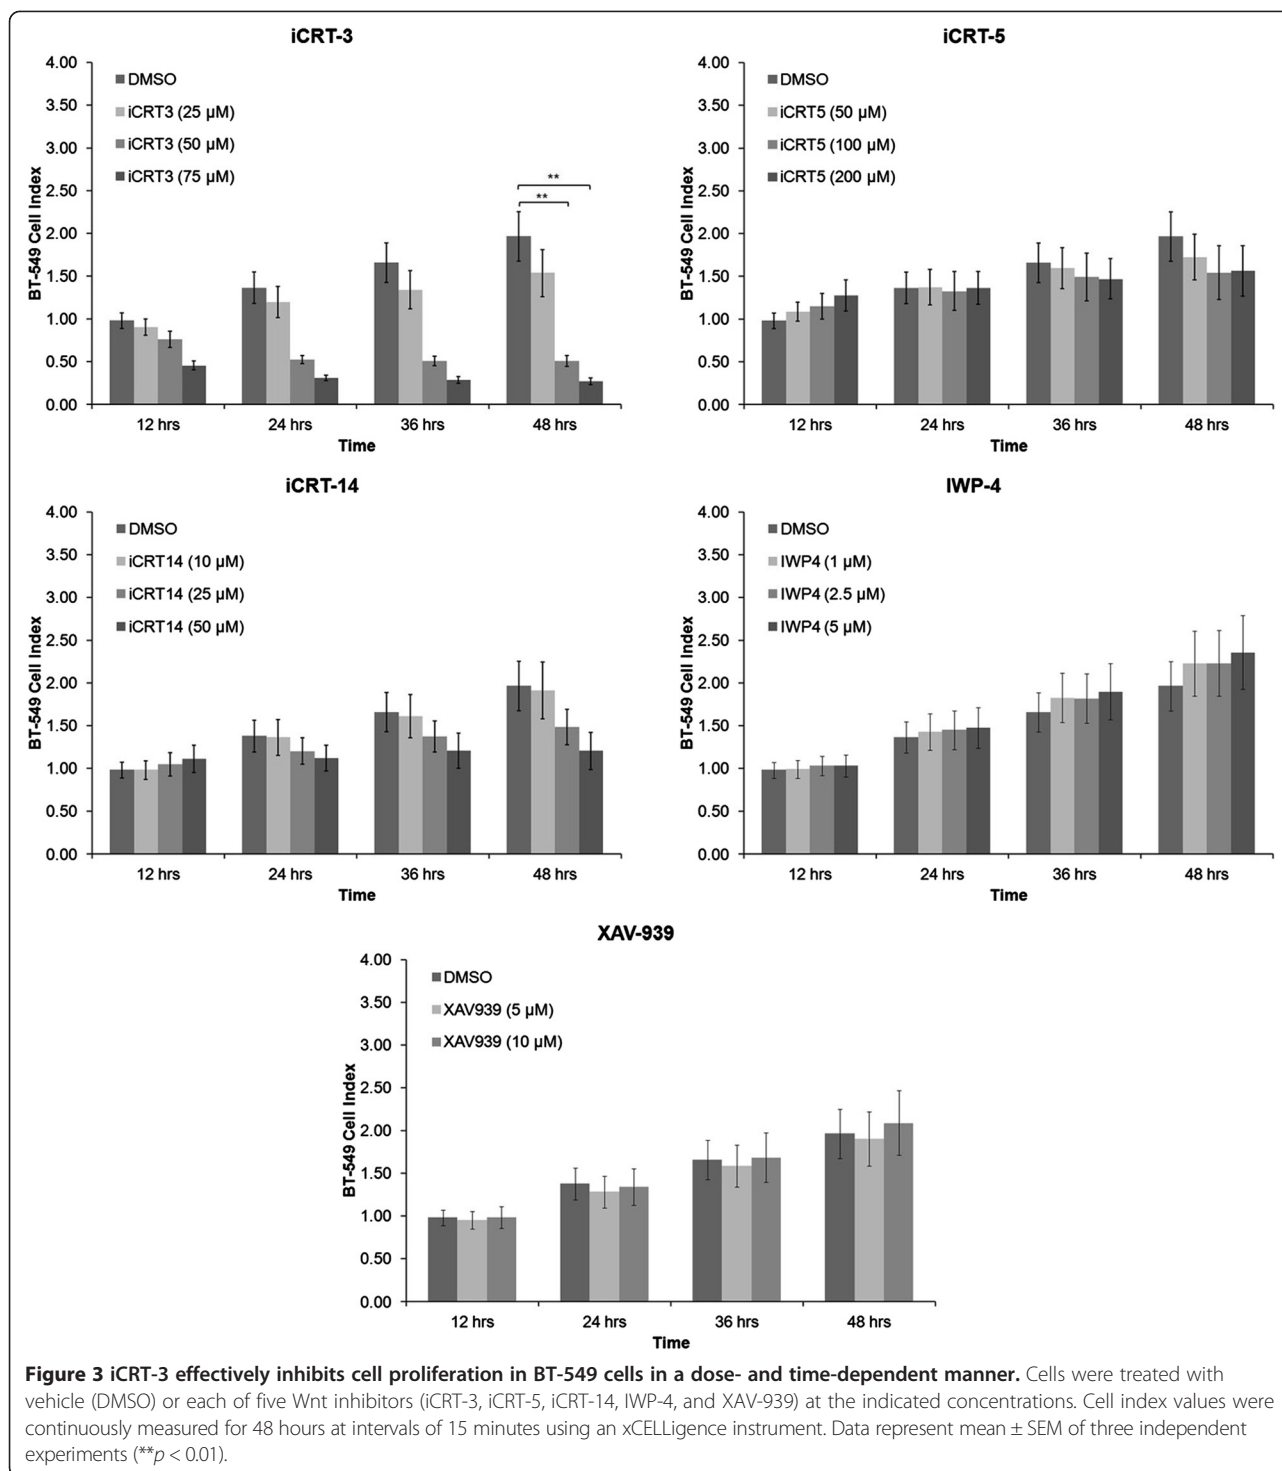 iCRT-3
4.00
3.50
3.00
2.50
2.00
1.50
1.00
0.50
0.00
BT-549 Cell Index
DMSO
iCRT3 (25 µM)
iCRT3 (50 µM)
iCRT3 (75 µM)
**
**
12 hrs 24 hrs 36 hrs 48 hrs
Time
iCRT-5
4.00
3.50
3.00
2.50
2.00
1.50
1.00
0.50
0.00
BT-549 Cell Index
DMSO
iCRT5 (50 µM)
iCRT5 (100 µM)
iCRT5 (200 µM)
12 hrs 24 hrs 36 hrs 48 hrs
Time
iCRT-14
4.00
3.50
3.00
2.50
2.00
1.50
1.00
0.50
0.00
BT-549 Cell Index
DMSO
iCRT14 (10 µM)
iCRT14 (25 µM)
iCRT14 (50 µM)
12 hrs 24 hrs 36 hrs 48 hrs
Time
IWP-4
4.00
3.50
3.00
2.50
2.00
1.50
1.00
0.50
0.00
BT-549 Cell Index
DMSO
IWP4 (1 µM)
IWP4 (2.5 µM)
IWP4 (5 µM)
12 hrs 24 hrs 36 hrs 48 hrs
Time
XAV-939
4.00
3.50
3.00
2.50
2.00
1.50
1.00
0.50
0.00
BT-549 Cell Index
DMSO
XAV939 (5 µM)
XAV939 (10 µM)
12 hrs 24 hrs 36 hrs 48 hrs
Time
Figure 3 iCRT-3 effectively inhibits cell proliferation in BT-549 cells in a dose- and time-dependent manner. Cells were treated with
vehicle (DMSO) or each of five Wnt inhibitors (iCRT-3, iCRT-5, iCRT-14, IWP-4, and XAV-939) at the indicated concentrations. Cell index values were
continuously measured for 48 hours at intervals of 15 minutes using an xCELLigence instrument. Data represent mean ± SEM of three independent
experiments (**p < 0.01).